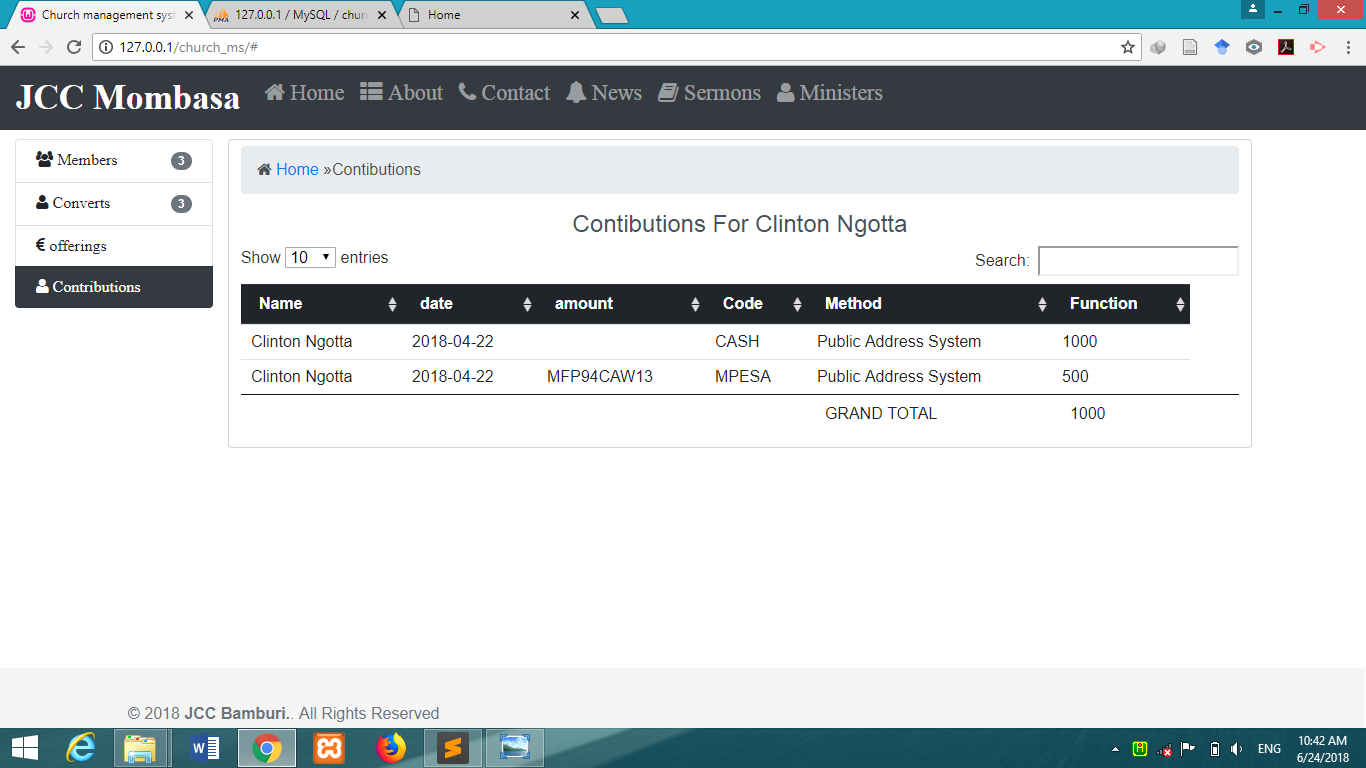 Church management syst
127.0.0.1 / MySQL / churc
Home
127.0.0.1/church_ms/#
JCC Mombasa Home About Contact News Sermons Ministers
Members 3
Converts 3
€ offerings
Contributions
Home »Contibutions
Contibutions For Clinton Ngotta
Show 10 entries Search:
Name date amount Code Method Function
Clinton Ngotta 2018-04-22 CASH Public Address System 1000
Clinton Ngotta 2018-04-22 MFP94CAW13 MPESA Public Address System 500
GRAND TOTAL 1000
© 2018 JCC Bamburi.. All Rights Reserved
ENG 10:42 AM
6/24/2018